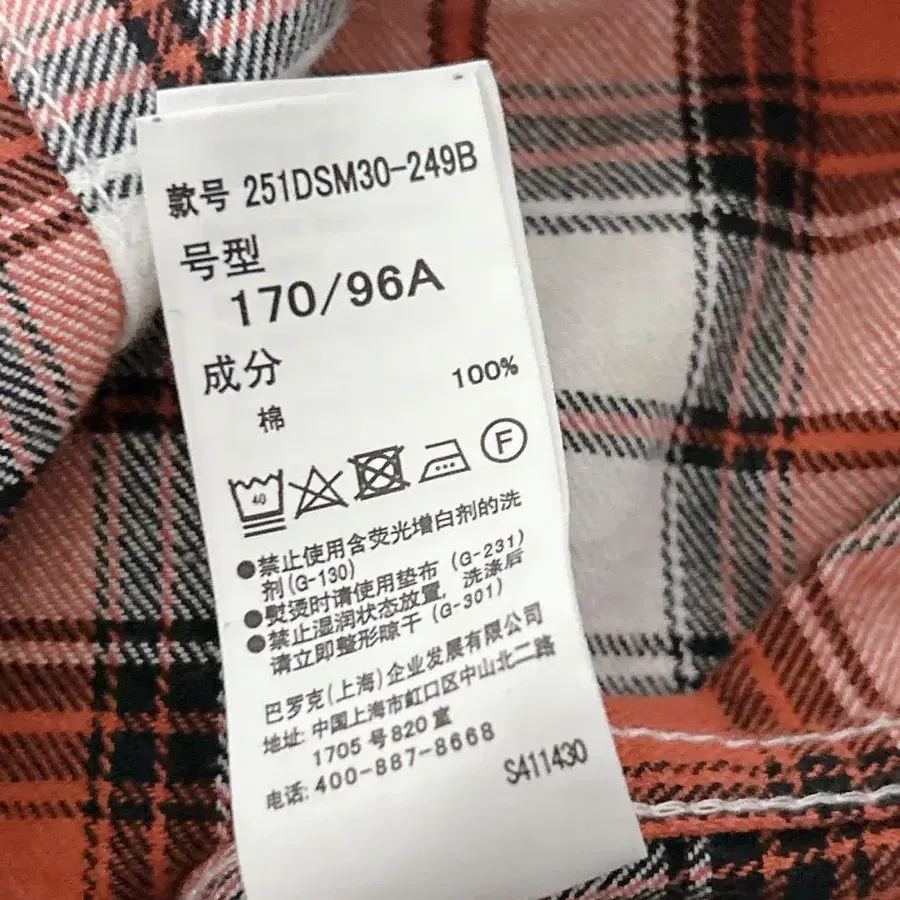 款号 251DSM30-249B
号型
170/96A
成分
棉 100%
40
F
●禁止使用含荧光增白剂的洗
剂(G-130)
●熨烫时请使用垫布(G-231)
●禁止湿润状态放置,洗涤后
请立即整形晾干(G-301)
巴罗克(上海)企业发展有限公司
地址:中国上海市虹口区中山北二路
1705 号820室
电话:400-887-8668
S411430